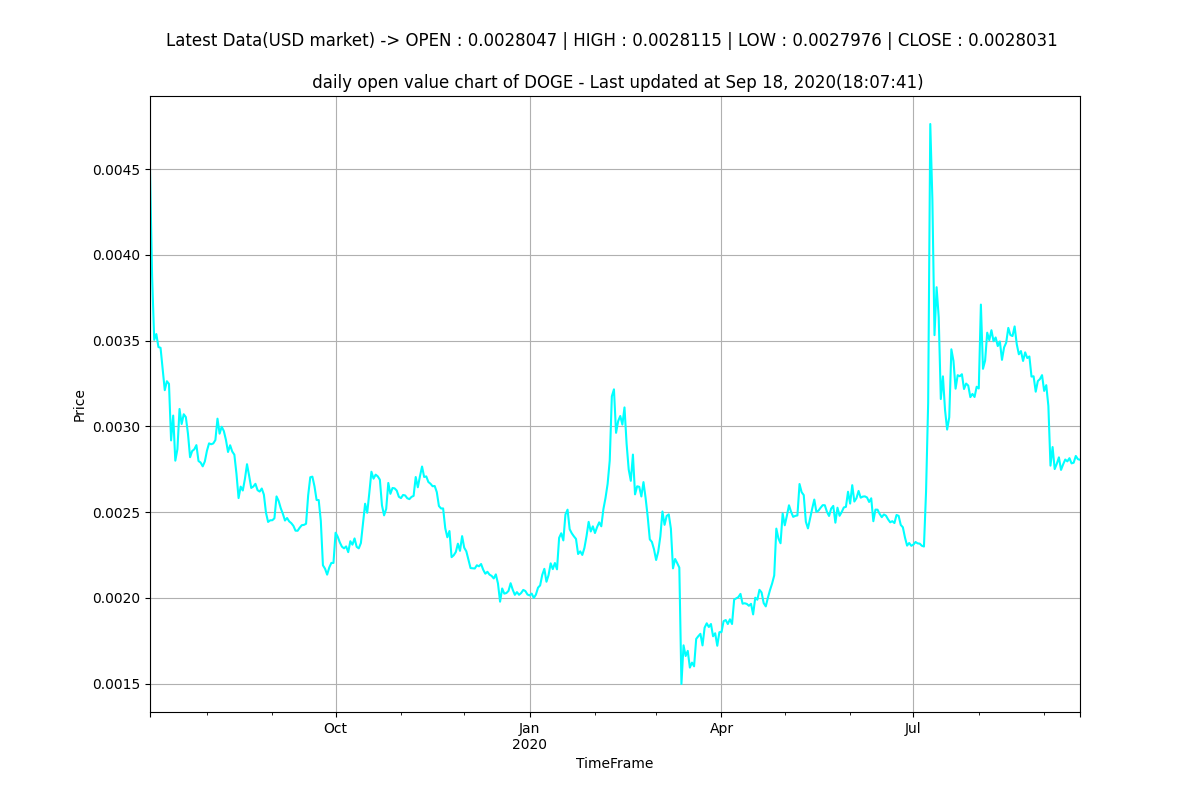 Latest Data(USD market) -> OPEN : 0.0028047 | HIGH : 0.0028115 | LOW : 0.0027976 | CLOSE : 0.0028031
daily open value chart of DOGE - Last updated at Sep 18, 2020(18:07:41)
0.0045
0.0040
0.0035
0.0030
0.0025
0.0020
0.0015
Price
Oct
Jan
2020
Apr
Jul
TimeFrame